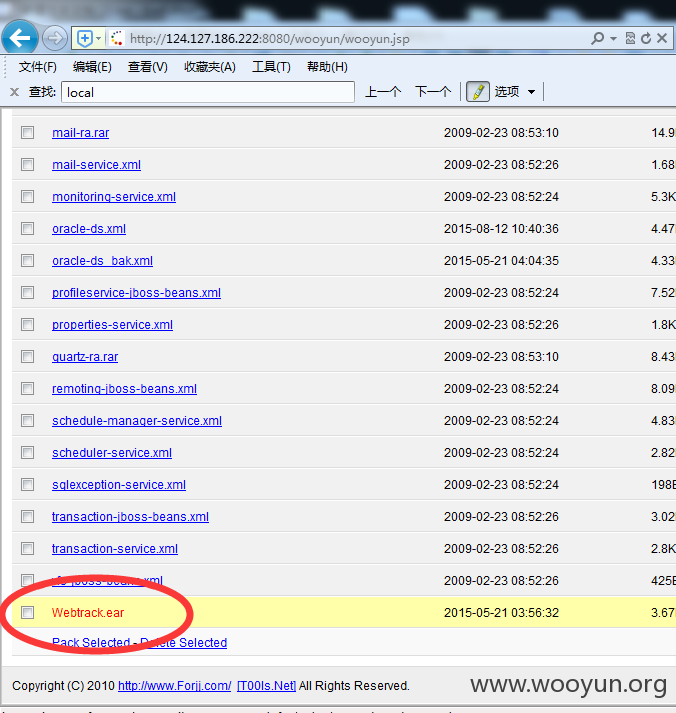 http://124.127.186.222:8080/wooyun/wooyun.jsp
文件(F) 编辑(E) 查看(V) 收藏夹(A) 工具(T) 帮助(H)
查找: local 上一个 下一个 选项
mail-ra.rar 2009-02-23 08:53:10 14.9
mail-service.xml 2009-02-23 08:52:26 1.68
monitoring-service.xml 2009-02-23 08:52:24 5.3K
oracle-ds.xml 2015-08-12 10:40:36 4.47
oracle-ds_bak.xml 2015-05-21 04:04:35 4.33
profileservice-jboss-beans.xml 2009-02-23 08:52:24 7.52
properties-service.xml 2009-02-23 08:52:26 1.8K
quartz-ra.rar 2009-02-23 08:53:10 8.43
remoting-jboss-beans.xml 2009-02-23 08:52:24 8.09
schedule-manager-service.xml 2009-02-23 08:52:24 4.83
scheduler-service.xml 2009-02-23 08:52:24 2.82
sqlexception-service.xml 2009-02-23 08:52:24 198B
transaction-jboss-beans.xml 2009-02-23 08:52:26 3.02
transaction-service.xml 2009-02-23 08:52:26 2.8K
vfs-jboss-beans.xml 2009-02-23 08:52:26 425B
Webtrack.ear 2015-05-21 03:56:32 3.67
Pack Selected - Delete Selected
Copyright (C) 2010 http://www.Forjj.com/ [T00ls.Net] All Rights Reserved.
www.wooyun.org